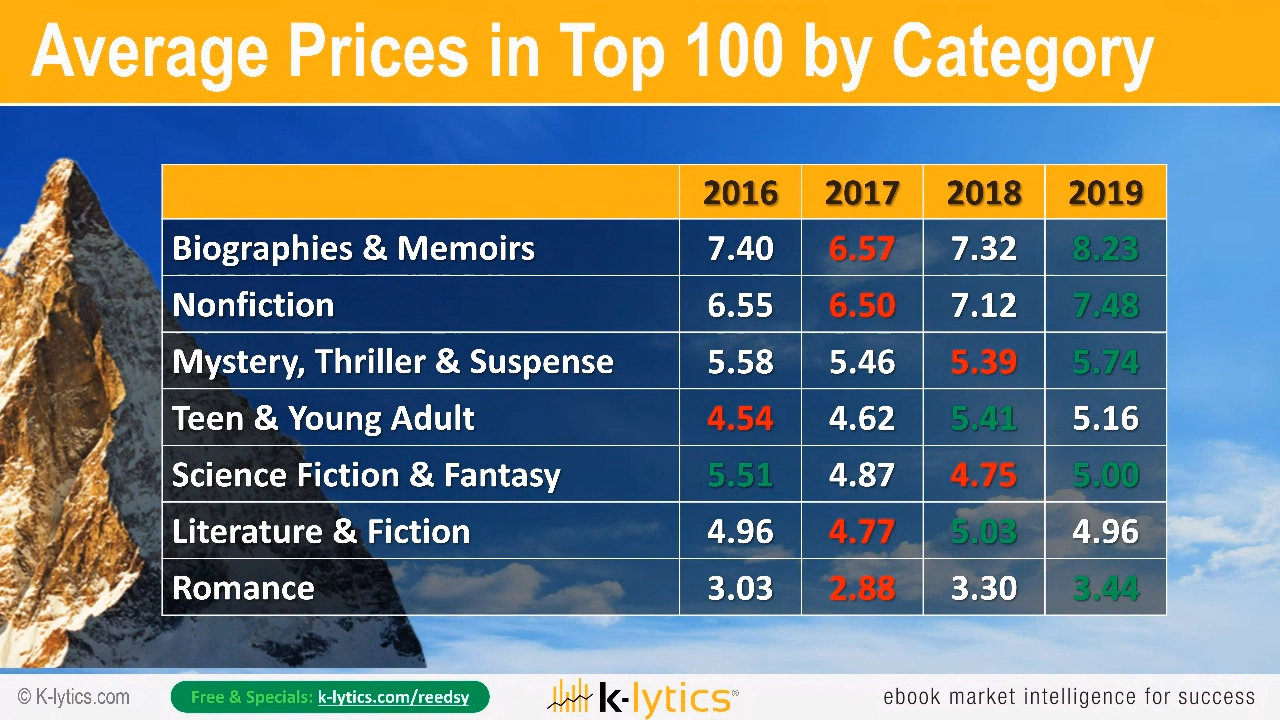 Average Prices in Top 100 by Category
2016 2017 2018 2019
Biographies & Memoirs 7.40 6.57 7.32 8.23
Nonfiction 6.55 6.50 7.12 7.48
Mystery, Thriller & Suspense 5.58 5.46 5.39 5.74
Teen & Young Adult 4.54 4.62 5.41 5.16
Science Fiction & Fantasy 5.51 4.87 4.75 5.00
Literature & Fiction 4.96 4.77 5.03 4.96
Romance 3.03 2.88 3.30 3.44
© K-lytics.com Free & Specials: k-lytics.com/reedsy k-lytics® ebook market intelligence for success